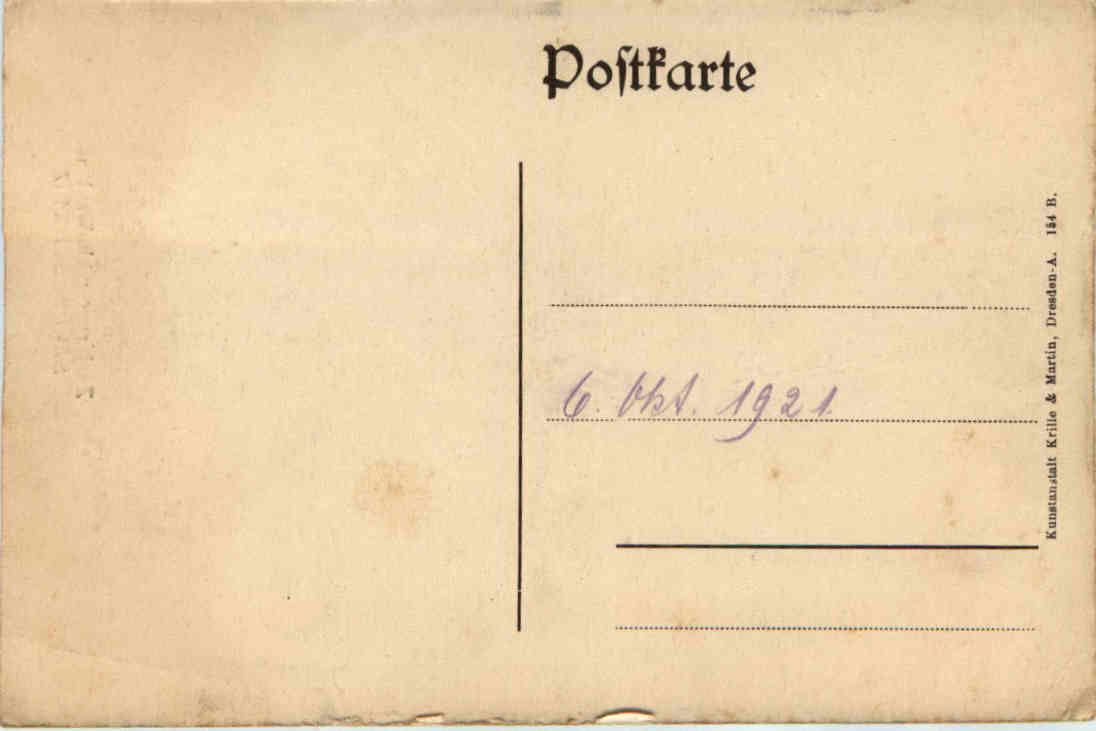 Poſtkarte
6. Okt. 1921.
Kunstanstalt Krille & Martin, Dresden-A. 154 B.